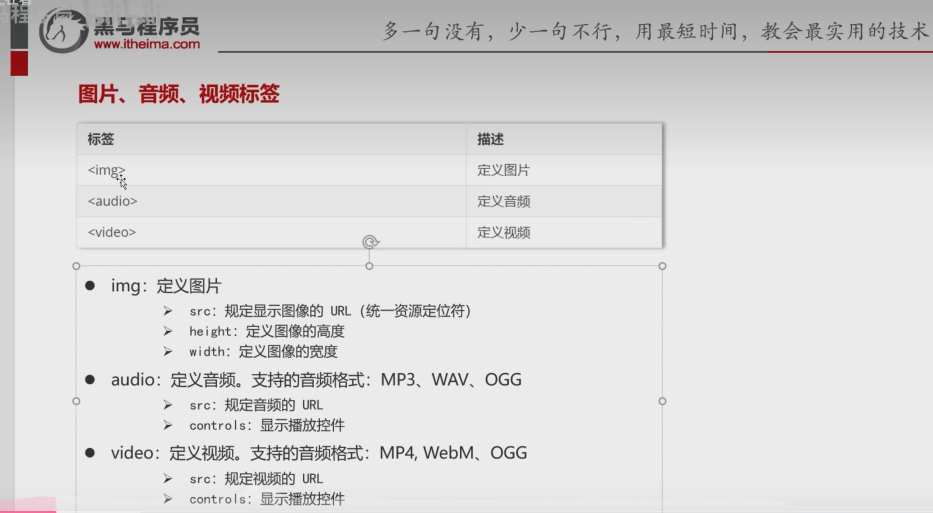 黑马程序员
www.itheima.com
多一句没有，少一句不行，用最短时间，教会最实用的技术
图片、音频、视频标签
标签 描述
<img> 定义图片
<audio> 定义音频
<video> 定义视频
● img：定义图片
➢ src：规定显示图像的 URL（统一资源定位符）
➢ height：定义图像的高度
➢ width：定义图像的宽度
● audio：定义音频。支持的音频格式：MP3、WAV、OGG
➢ src：规定音频的 URL
➢ controls：显示播放控件
● video：定义视频。支持的音频格式：MP4, WebM、OGG
➢ src：规定视频的 URL
➢ controls：显示播放控件